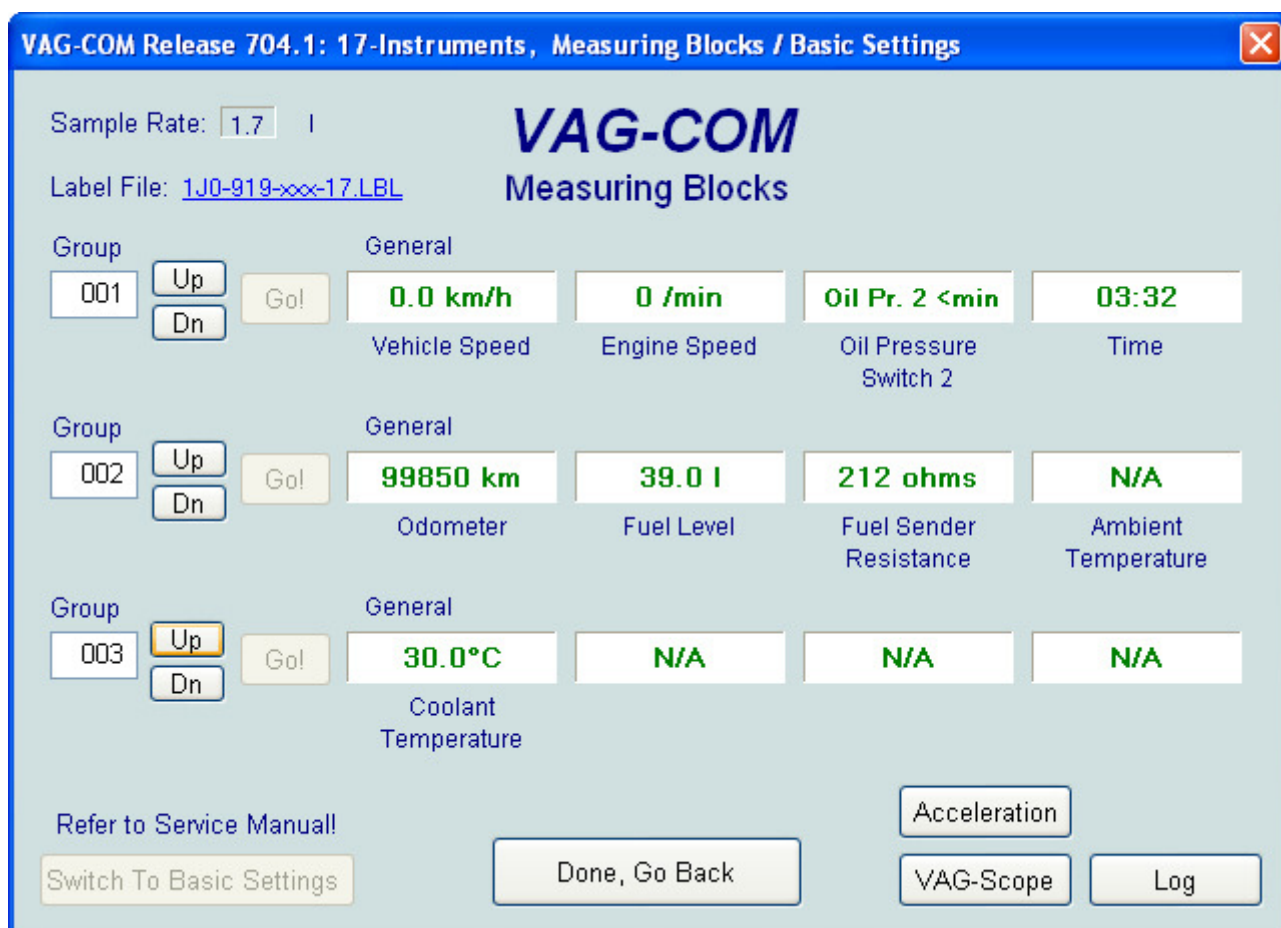 VAG-COM Release 704.1: 17-Instruments, Measuring Blocks / Basic Settings
Sample Rate: 1.7 I
VAG-COM
Label File: 1J0-919-xxx-17.LBL
Measuring Blocks
Group General
001 Up Dn Go! 0.0 km/h 0 /min Oil Pr. 2 <min 03:32
Vehicle Speed Engine Speed Oil Pressure Switch 2 Time
Group General
002 Up Dn Go! 99850 km 39.0 l 212 ohms N/A
Odometer Fuel Level Fuel Sender Resistance Ambient Temperature
Group General
003 Up Dn Go! 30.0°C N/A N/A N/A
Coolant Temperature
Refer to Service Manual!
Acceleration
Switch To Basic Settings Done, Go Back VAG-Scope Log